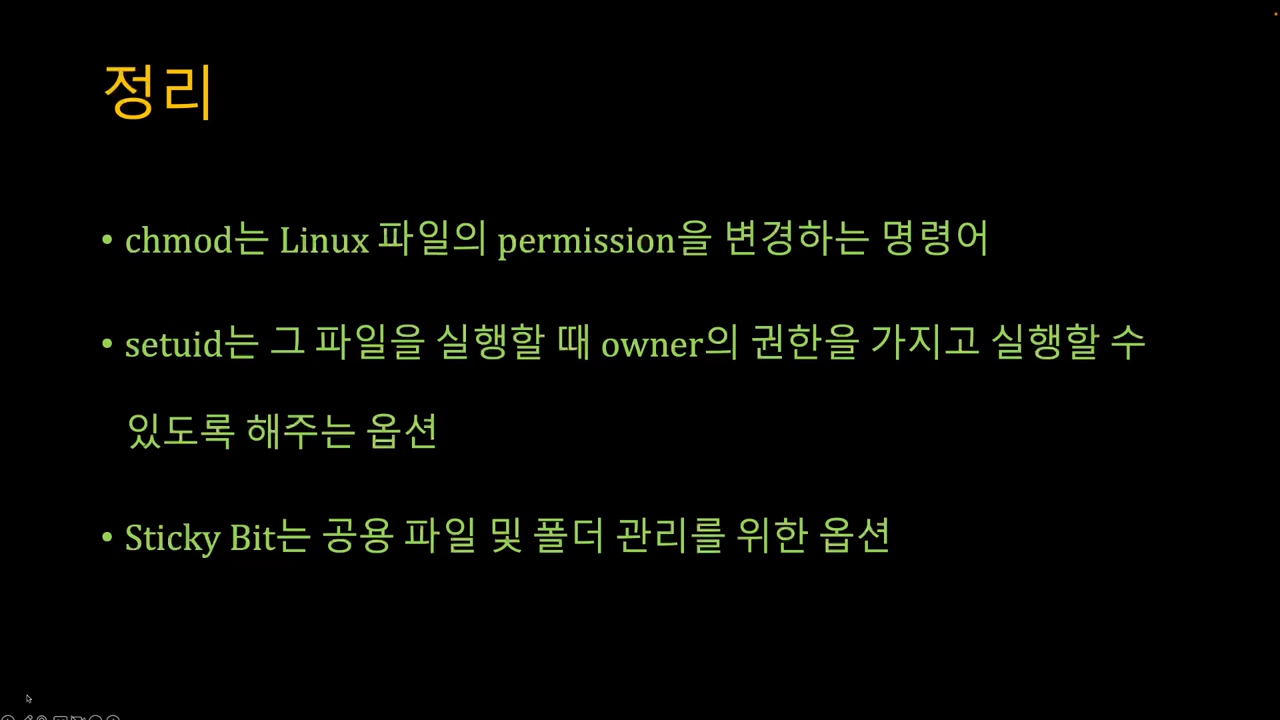 정리
• chmod는 Linux 파일의 permission을 변경하는 명령어
• setuid는 그 파일을 실행할 때 owner의 권한을 가지고 실행할 수
있도록 해주는 옵션
• Sticky Bit는 공용 파일 및 폴더 관리를 위한 옵션